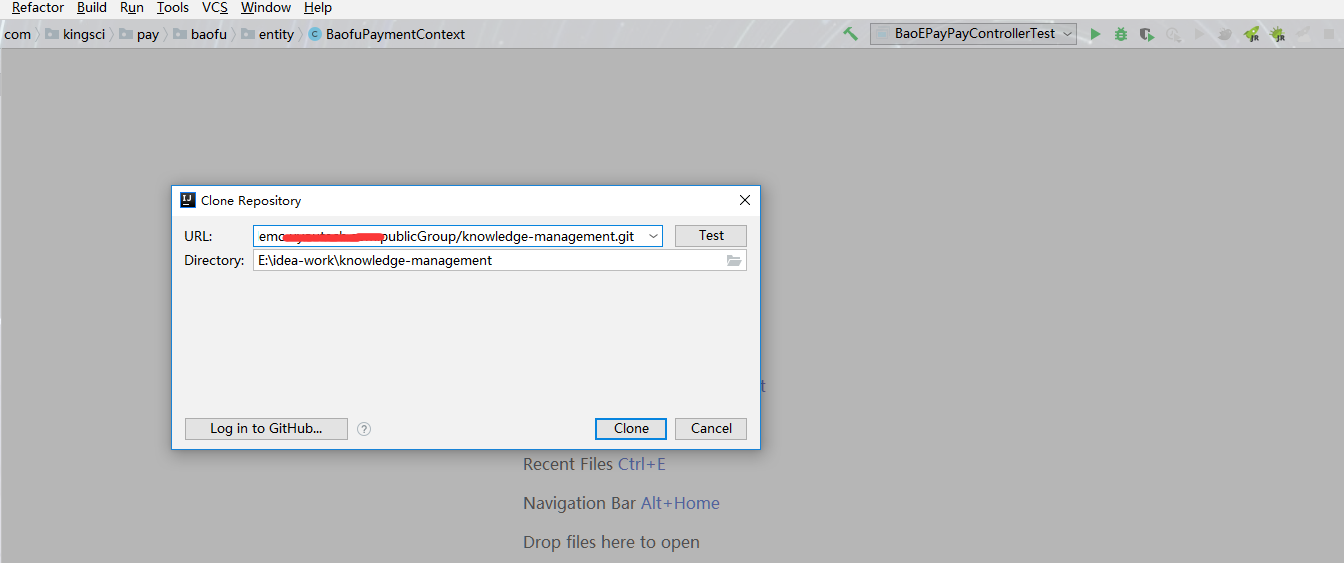 Refactor Build Run Tools VCS Window Help
com kingsci pay baofu entity BaofuPaymentContext BaoEPayPayControllerTest
Clone Repository
URL: publicGroup/knowledge-management.git Test
Directory: E:\idea-work\knowledge-management
Log in to GitHub... ? Clone Cancel
Recent Files Ctrl+E
Navigation Bar Alt+Home
Drop files here to open